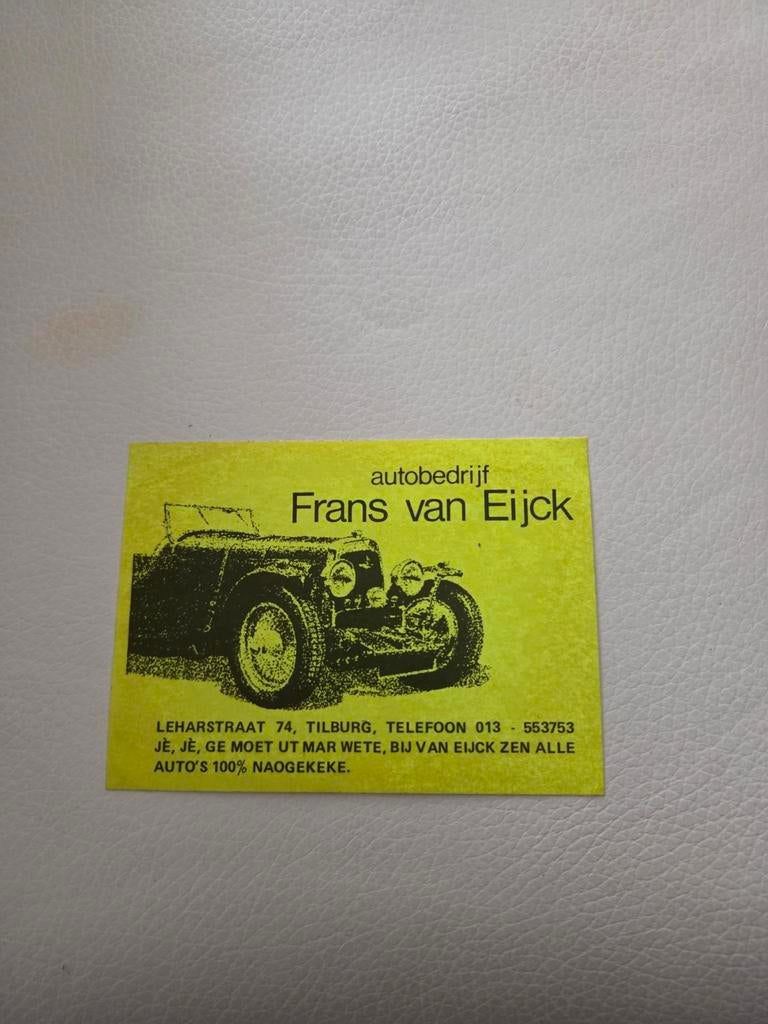 autobedrijf
Frans van Eijck
LEHARSTRAAT 74, TILBURG, TELEFOON 013 - 553753
JÈ, JÈ, GE MOET UT MAR WETE, BIJ VAN EIJCK ZEN ALLE
AUTO'S 100% NAOGEKEKE.